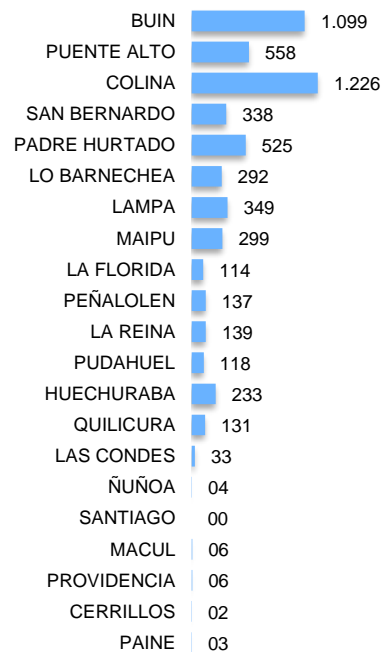 BUIN 1.099
PUENTE ALTO 558
COLINA 1.226
SAN BERNARDO 338
PADRE HURTADO 525
LO BARNECHEA 292
LAMPA 349
MAIPU 299
LA FLORIDA 114
PEÑALOLEN 137
LA REINA 139
PUDAHUEL 118
HUECHURABA 233
QUILICURA 131
LAS CONDES 33
ÑUÑOA 04
SANTIAGO 00
MACUL 06
PROVIDENCIA 06
CERRILLOS 02
PAINE 03